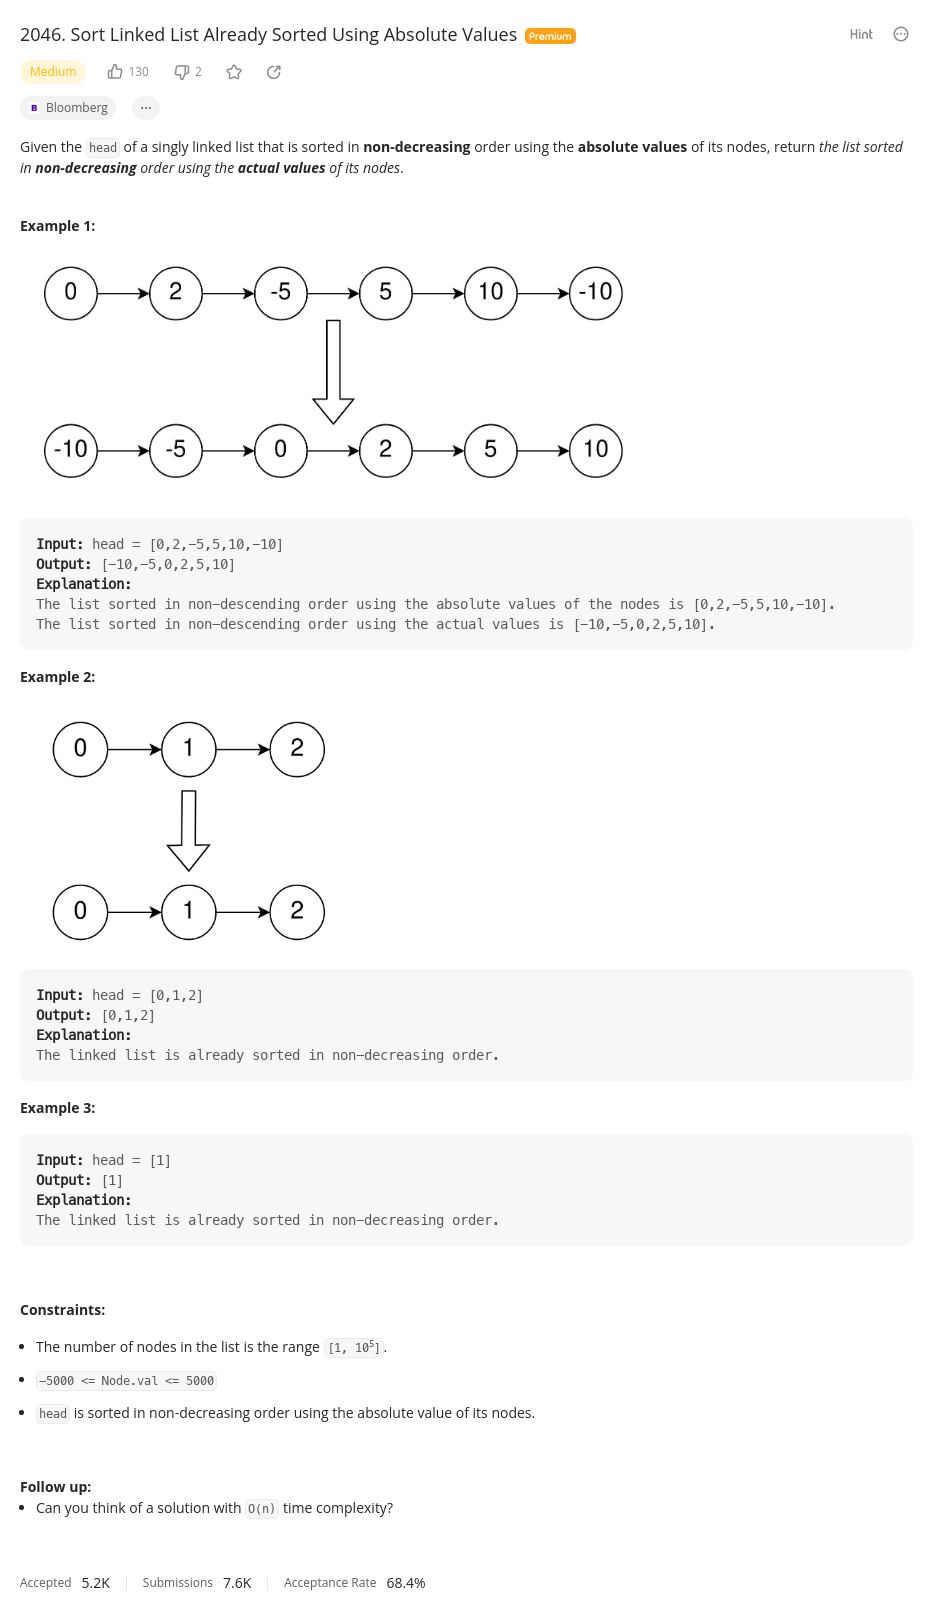 2046. Sort Linked List Already Sorted Using Absolute Values Premium Hint
Medium 130 2
B Bloomberg ...
Given the head of a singly linked list that is sorted in non-decreasing order using the absolute values of its nodes, return the list sorted
in non-decreasing order using the actual values of its nodes.
Example 1:
0 2 -5 5 10 -10
-10 -5 0 2 5 10
Input: head = [0,2,-5,5,10,-10]
Output: [-10,-5,0,2,5,10]
Explanation:
The list sorted in non-descending order using the absolute values of the nodes is [0,2,-5,5,10,-10].
The list sorted in non-descending order using the actual values is [-10,-5,0,2,5,10].
Example 2:
0 1 2
0 1 2
Input: head = [0,1,2]
Output: [0,1,2]
Explanation:
The linked list is already sorted in non-decreasing order.
Example 3:
Input: head = [1]
Output: [1]
Explanation:
The linked list is already sorted in non-decreasing order.
Constraints:
• The number of nodes in the list is the range [1, 10⁵].
• -5000 <= Node.val <= 5000
• head is sorted in non-decreasing order using the absolute value of its nodes.
Follow up:
• Can you think of a solution with O(n) time complexity?
Accepted 5.2K Submissions 7.6K Acceptance Rate 68.4%